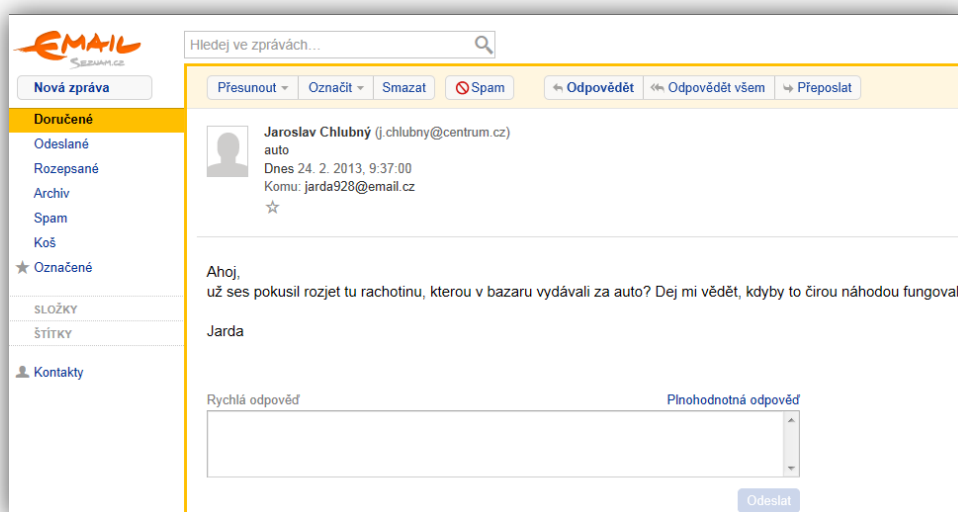 EMAIL
SEZNAM.CZ
Hledej ve zprávách...
Nová zpráva
Přesunout Označit Smazat Spam Odpovědět Odpovědět všem Přeposlat
Doručené
Odeslané
Rozepsané
Archiv
Spam
Koš
Označené
SLOŽKY
ŠTÍTKY
Kontakty
Jaroslav Chlubný (j.chlubny@centrum.cz)
auto
Dnes 24. 2. 2013, 9:37:00
Komu: jarda928@email.cz
Ahoj,
už ses pokusil rozjet tu rachotinu, kterou v bazaru vydávali za auto? Dej mi vědět, kdyby to čirou náhodou fungoval
Jarda
Rychlá odpověď Plnohodnotná odpověď
Odeslat